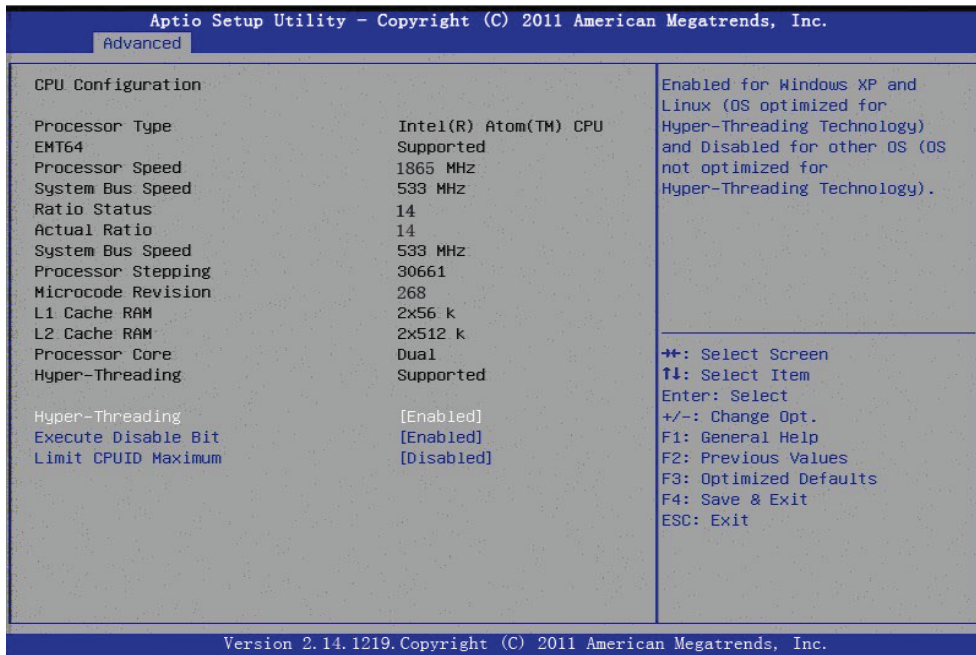 Aptio Setup Utility - Copyright (C) 2011 American Megatrends, Inc.
Advanced
CPU Configuration
Processor Type Intel(R) Atom(TM) CPU
EMT64 Supported
Processor Speed 1865 MHz
System Bus Speed 533 MHz
Ratio Status 14
Actual Ratio 14
System Bus Speed 533 MHz
Processor Stepping 30661
Microcode Revision 268
L1 Cache RAM 2x56 k
L2 Cache RAM 2x512 k
Processor Core Dual
Hyper-Threading Supported
Hyper-Threading [Enabled]
Execute Disable Bit [Enabled]
Limit CPUID Maximum [Disabled]
Enabled for Windows XP and
Linux (OS optimized for
Hyper-Threading Technology)
and Disabled for other OS (OS
not optimized for
Hyper-Threading Technology).
→←: Select Screen
↑↓: Select Item
Enter: Select
+/-: Change Opt.
F1: General Help
F2: Previous Values
F3: Optimized Defaults
F4: Save & Exit
ESC: Exit
Version 2.14.1219. Copyright (C) 2011 American Megatrends, Inc.